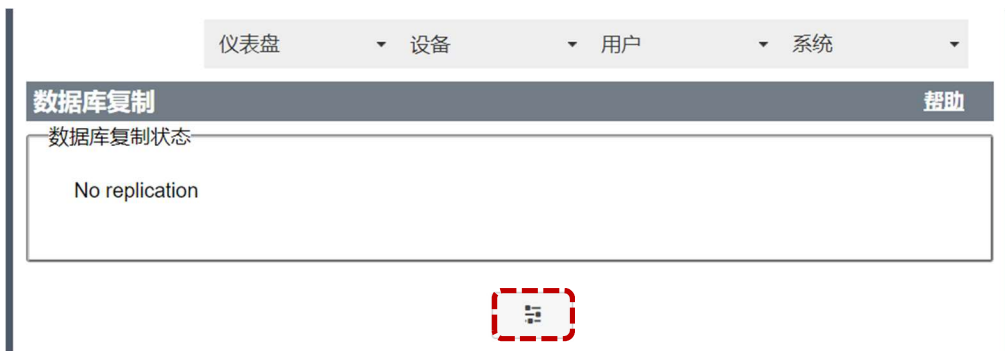 仪表盘 设备 用户 系统
数据库复制 帮助
数据库复制状态
No replication